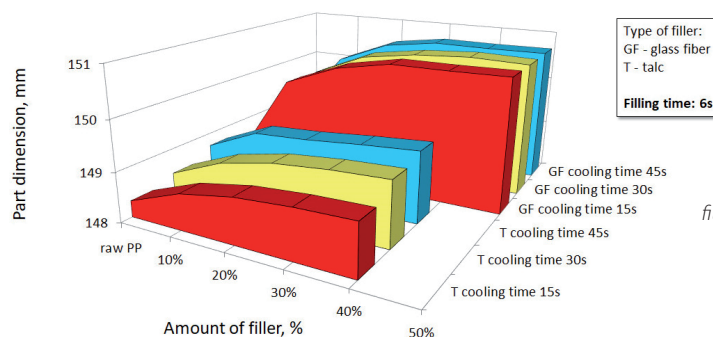 Type of filler:
GF - glass fiber
T - talc
Filling time: 6s
Part dimension, mm
151
150
149
148
raw PP
10%
20%
30%
40%
50%
Amount of filler, %
GF cooling time 45s
GF cooling time 30s
GF cooling time 15s
T cooling time 45s
T cooling time 30s
T cooling time 15s
fi